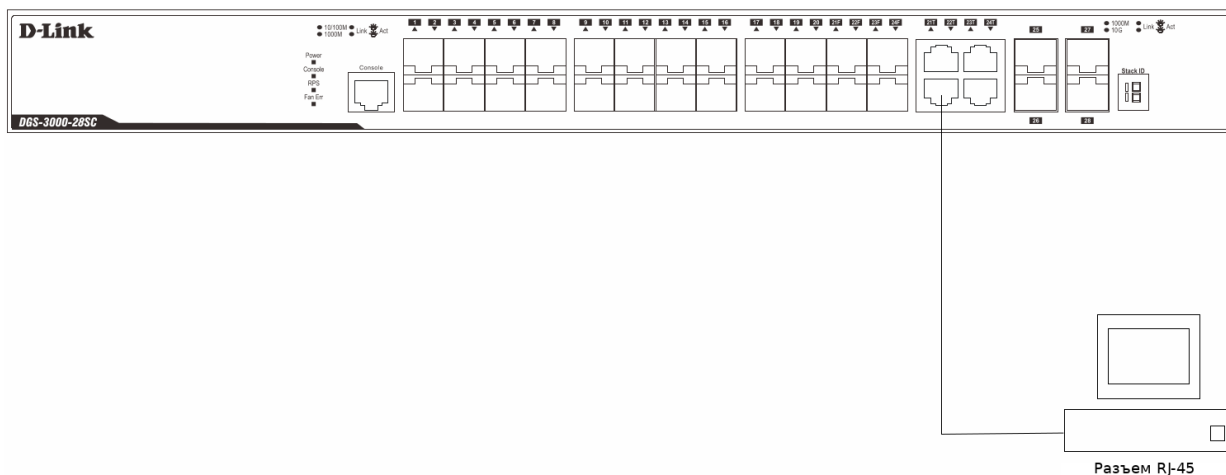 D-Link
10/100M
1000M
Link
Act
Power
Console
RPS
Fan Err
Console
1 2 3 4 5 6 7 8
9 10 11 12 13 14 15 16
17 18 19 20 21F 22F 23F 24F
21T 22T 23T 24T
25
27
1000M
10G
Link
Act
Stack ID
26
28
DGS-3000-28SC
Разъем RJ-45